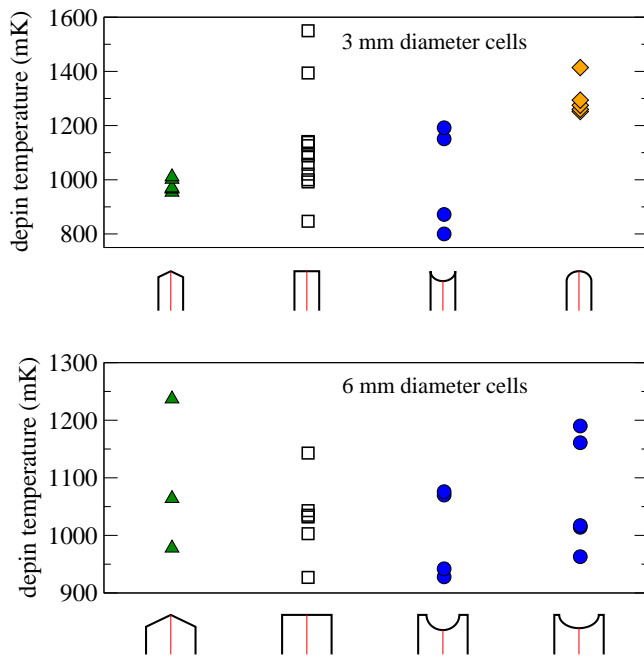 1600
3 mm diameter cells
1400
1200
1000
800
depin temperature (mK)
1300
6 mm diameter cells
1200
1100
1000
900
depin temperature (mK)